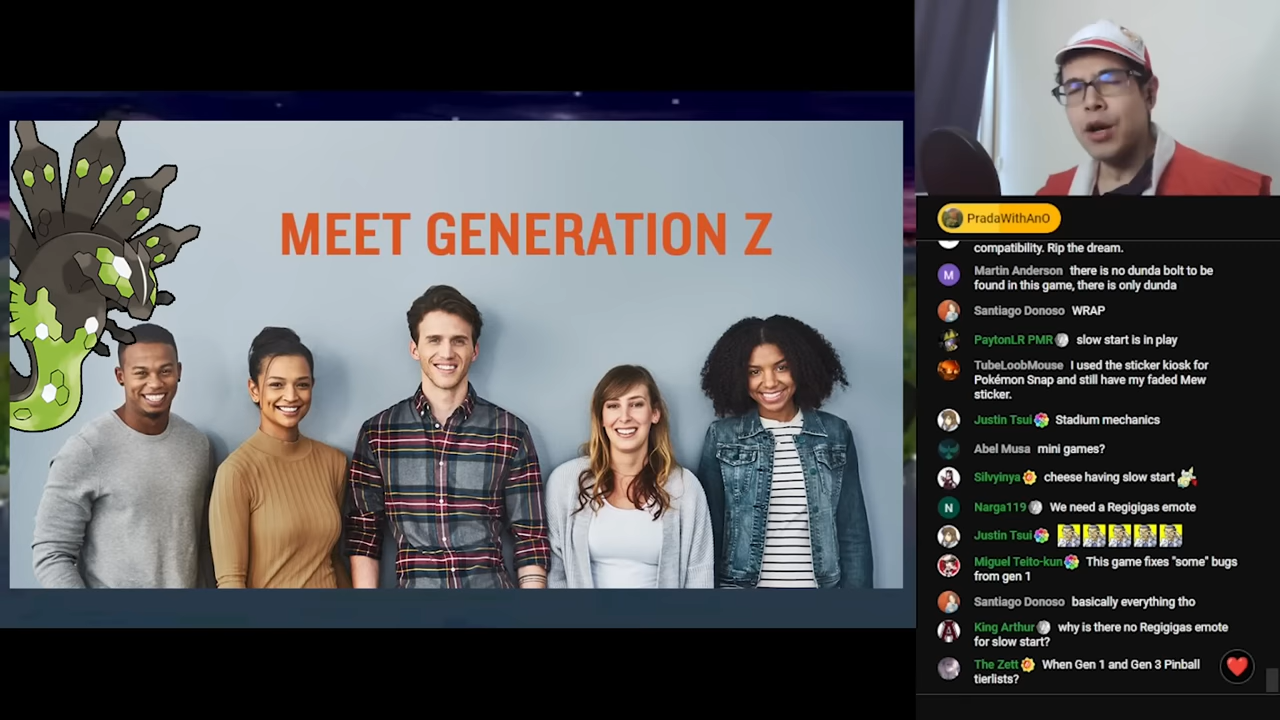 MEET GENERATION Z
PradaWithAnO
compatibility. Rip the dream.
Martin Anderson there is no dunda bolt to be
found in this game, there is only dunda
Santiago Donoso WRAP
PaytonLR PMR slow start is in play
TubeLoobMouse I used the sticker kiosk for
Pokémon Snap and still have my faded Mew
sticker.
Justin Tsui Stadium mechanics
Abel Musa mini games?
Silvyinya cheese having slow start
N Narga119 We need a Regigigas emote
Justin Tsui
Miguel Teito-kun This game fixes "some" bugs
from gen 1
Santiago Donoso basically everything tho
King Arthur why is there no Regigigas emote
for slow start?
The Zett When Gen 1 and Gen 3 Pinball
tierlists?